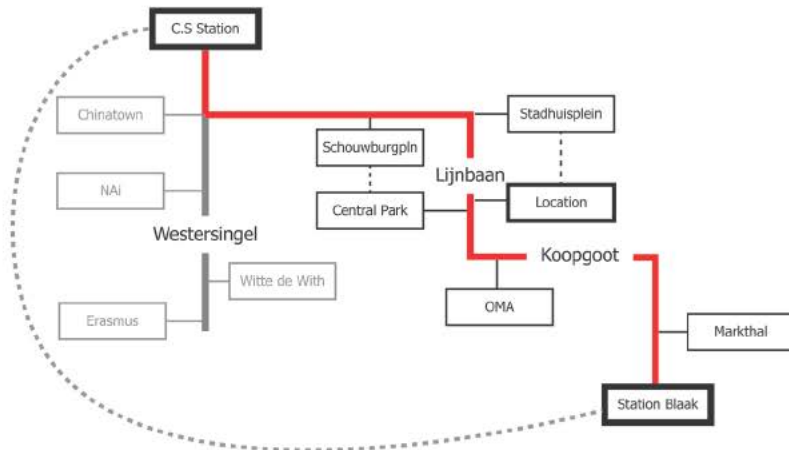 C.S Station
Chinatown
Stadhuisplein
Schouwburgpln
Lijnbaan
NAi
Central Park
Location
Westersingel
Koopgoot
Witte de With
OMA
Erasmus
Markthal
Station Blaak